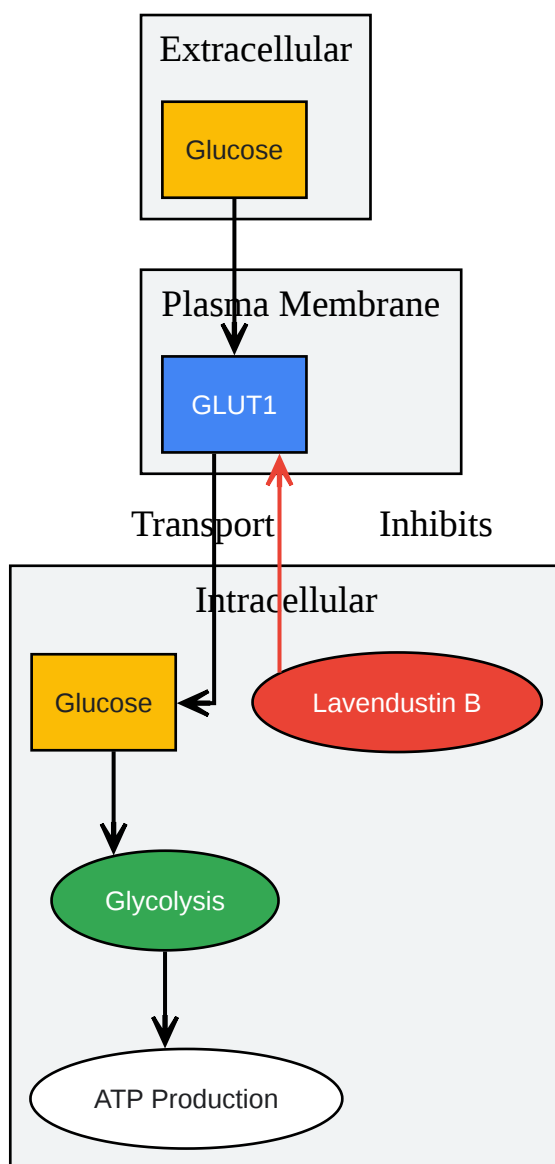 Extracellular
Glucose
Plasma Membrane
GLUT1
Transport
Inhibits
Intracellular
Glucose
Lavendustin B
Glycolysis
ATP Production